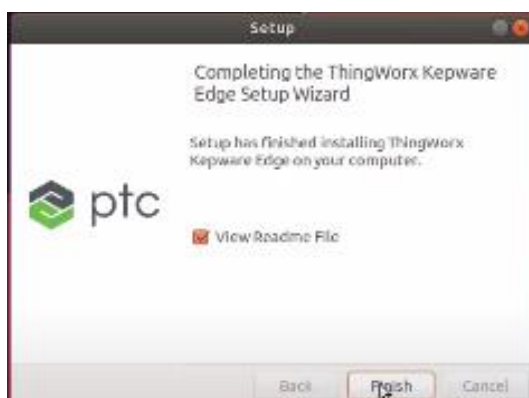 Setup
Completing the ThingWorx Kepware
Edge Setup Wizard
Setup has finished installing ThingWorx
Kepware Edge on your computer.
ptc
View Readme File
Back
Finish
Cancel